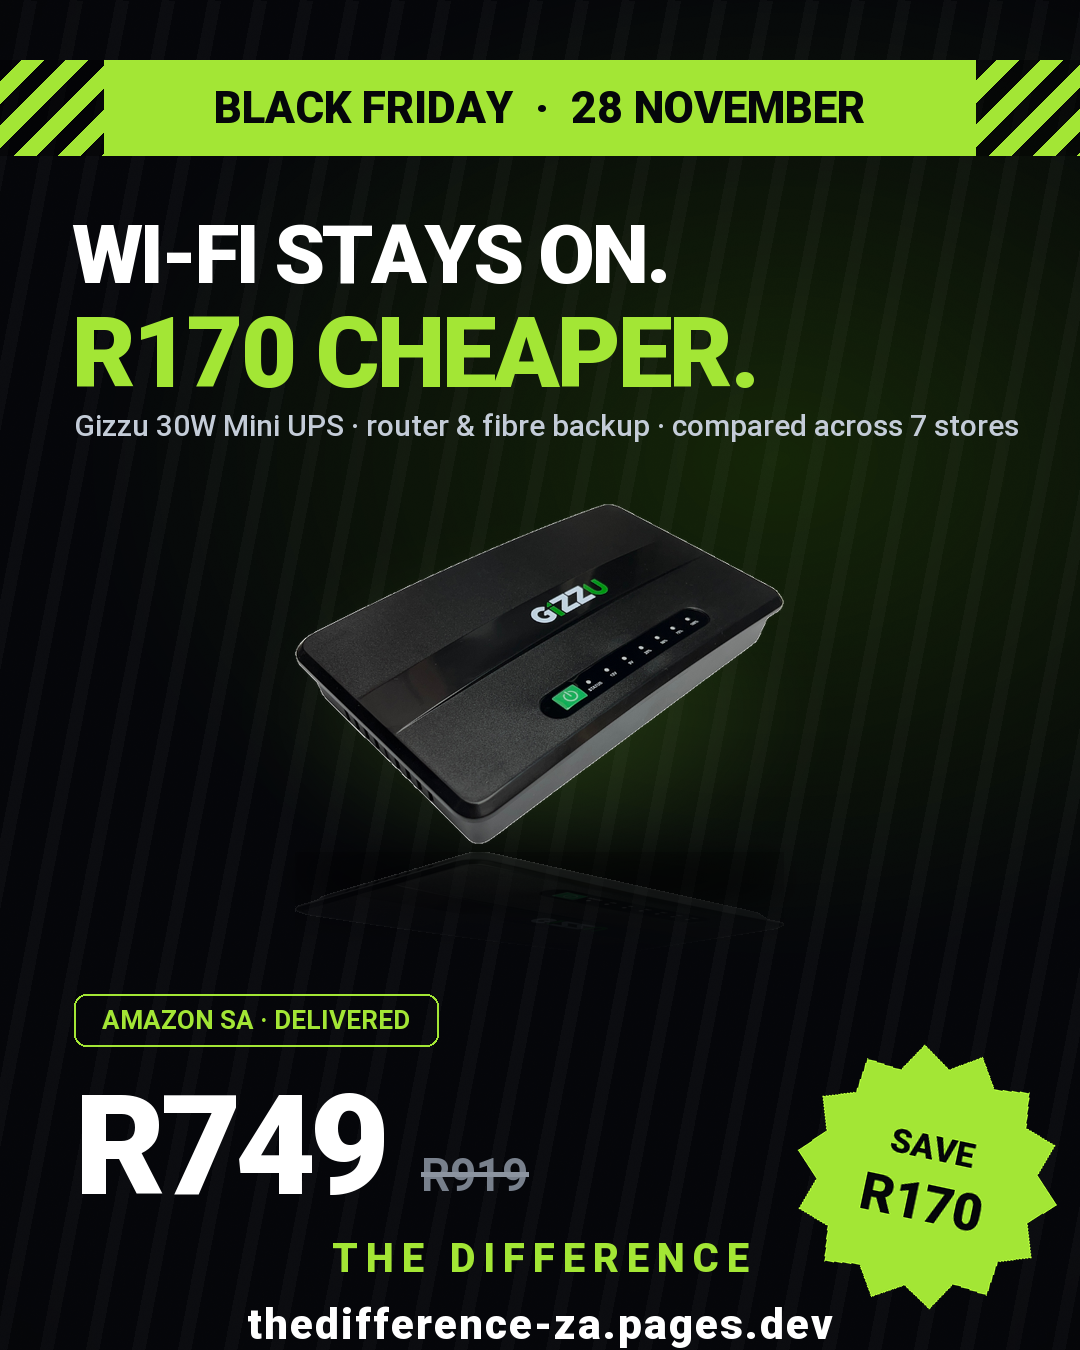 BLACK FRIDAY · 28 NOVEMBER
WI-FI STAYS ON.
R170 CHEAPER.
Gizzu 30W Mini UPS · router & fibre backup · compared across 7 stores
GIZZU
AMAZON SA · DELIVERED
R749 R919
SAVE
R170
THE DIFFERENCE
thedifference-za.pages.dev